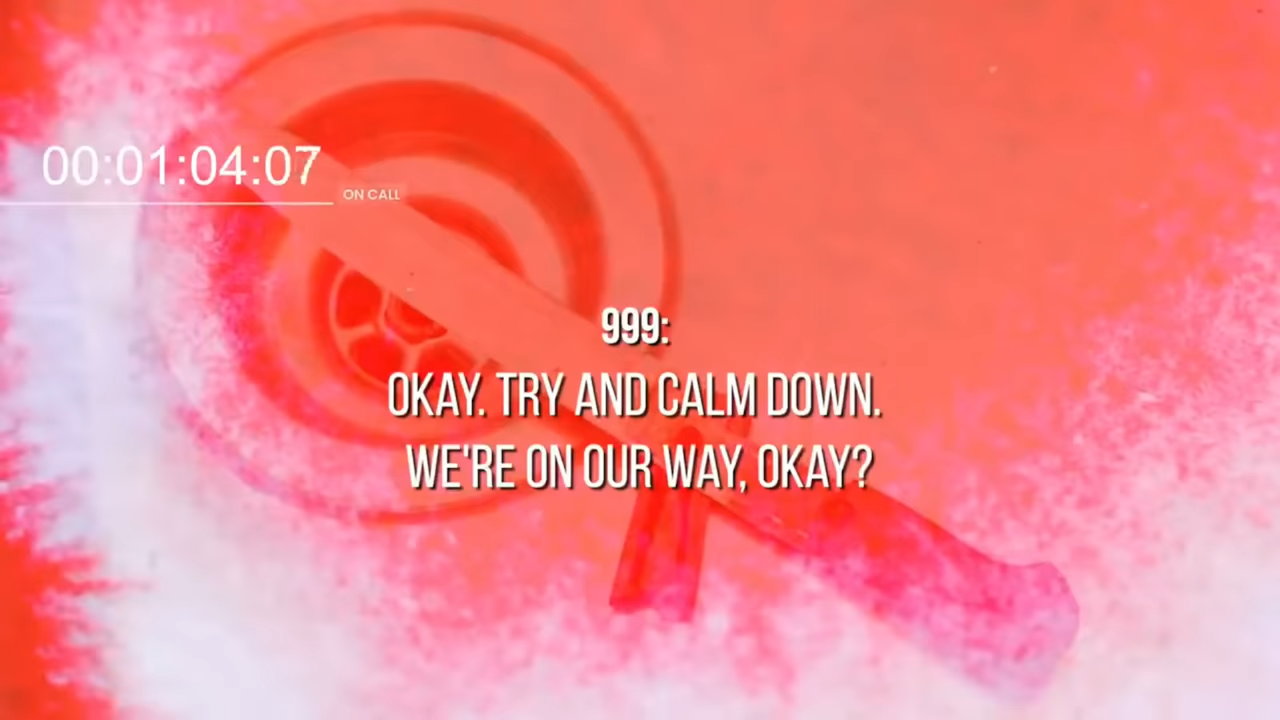 00:01:04:07
ON CALL
999:
OKAY. TRY AND CALM DOWN.
WE'RE ON OUR WAY, OKAY?